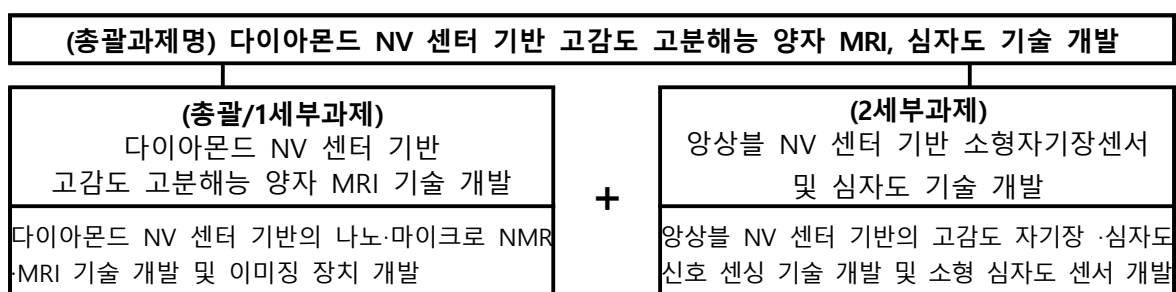 (총괄과제명) 다이아몬드 NV 센터 기반 고감도 고분해능 양자 MRI, 심자도 기술 개발
(총괄/1세부과제)
다이아몬드 NV 센터 기반
고감도 고분해능 양자 MRI 기술 개발
다이아몬드 NV 센터 기반의 나노·마이크로 NMR
·MRI 기술 개발 및 이미징 장치 개발
+
(2세부과제)
앙상블 NV 센터 기반 소형자기장센서
및 심자도 기술 개발
앙상블 NV 센터 기반의 고감도 자기장 ·심자도
신호 센싱 기술 개발 및 소형 심자도 센서 개발